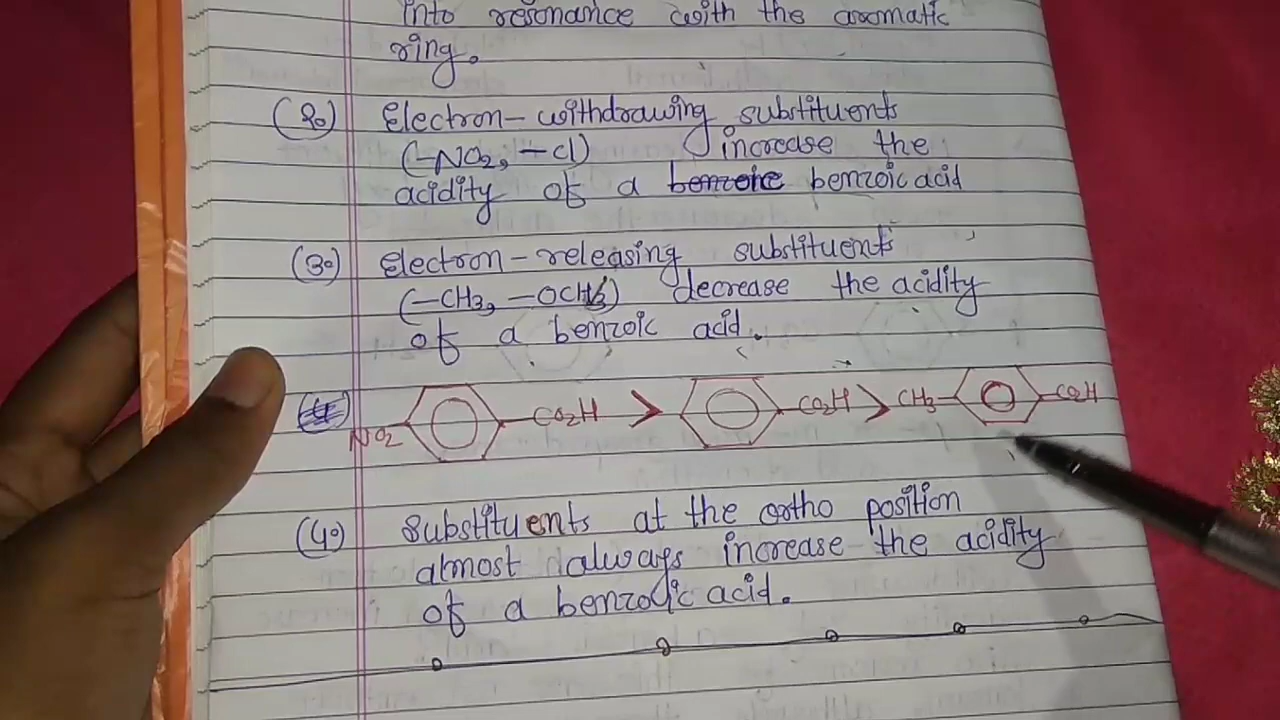 into resonance with the aromatic
ring.
(2.) Electron-withdrawing substituents
(-NO2, -Cl) increase the
acidity of a benzoic acid
(3.) Electron-releasing substituents
(-CH3, -OCH3) decrease the acidity
of a benzoic acid.
NO2 CO2H > CO2H > CH3 CO2H
(4.) Substituents at the ortho position
almost always increase the acidity
of a benzoic acid.